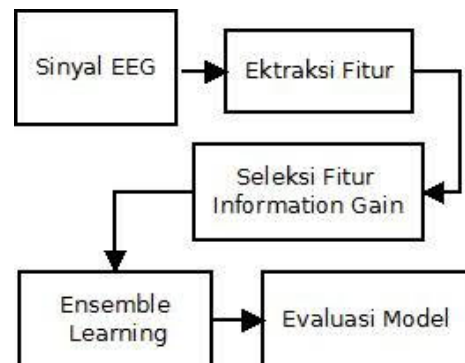 Sinyal EEG
Ektraksi Fitur
Seleksi Fitur
Information Gain
Ensemble
Learning
Evaluasi Model